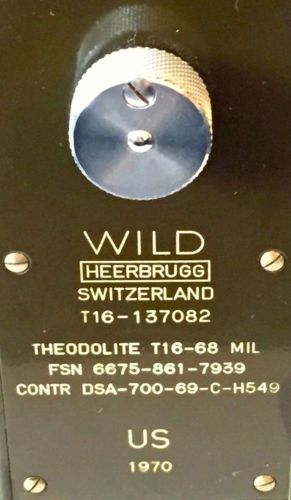 WILD
HEERBRUGG
SWITZERLAND
T16-137082
THEODOLITE T16-68 MIL
FSN 6675-861-7939
CONTR DSA-700-69-C-H549
US
1970